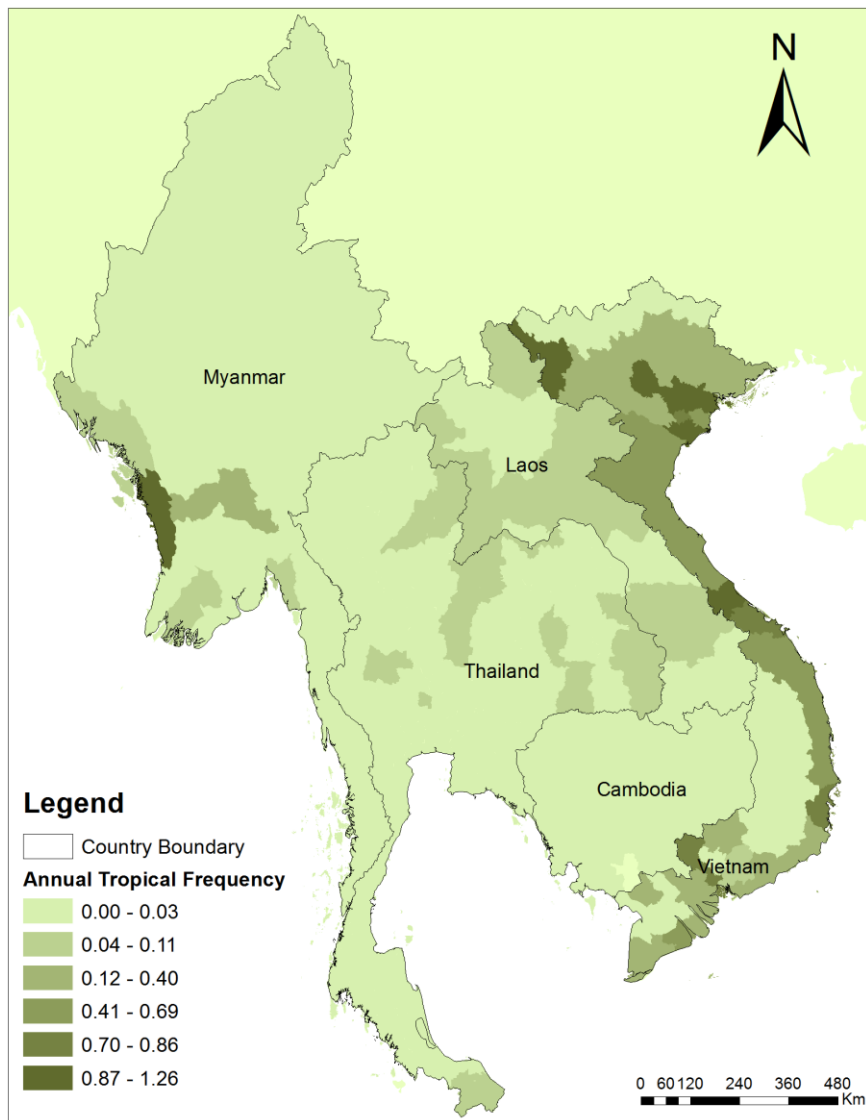 N
Myanmar
Laos
Thailand
Cambodia
Vietnam
Legend
Country Boundary
Annual Tropical Frequency
0.00 - 0.03
0.04 - 0.11
0.12 - 0.40
0.41 - 0.69
0.70 - 0.86
0.87 - 1.26
0 60 120 240 360 480
Km